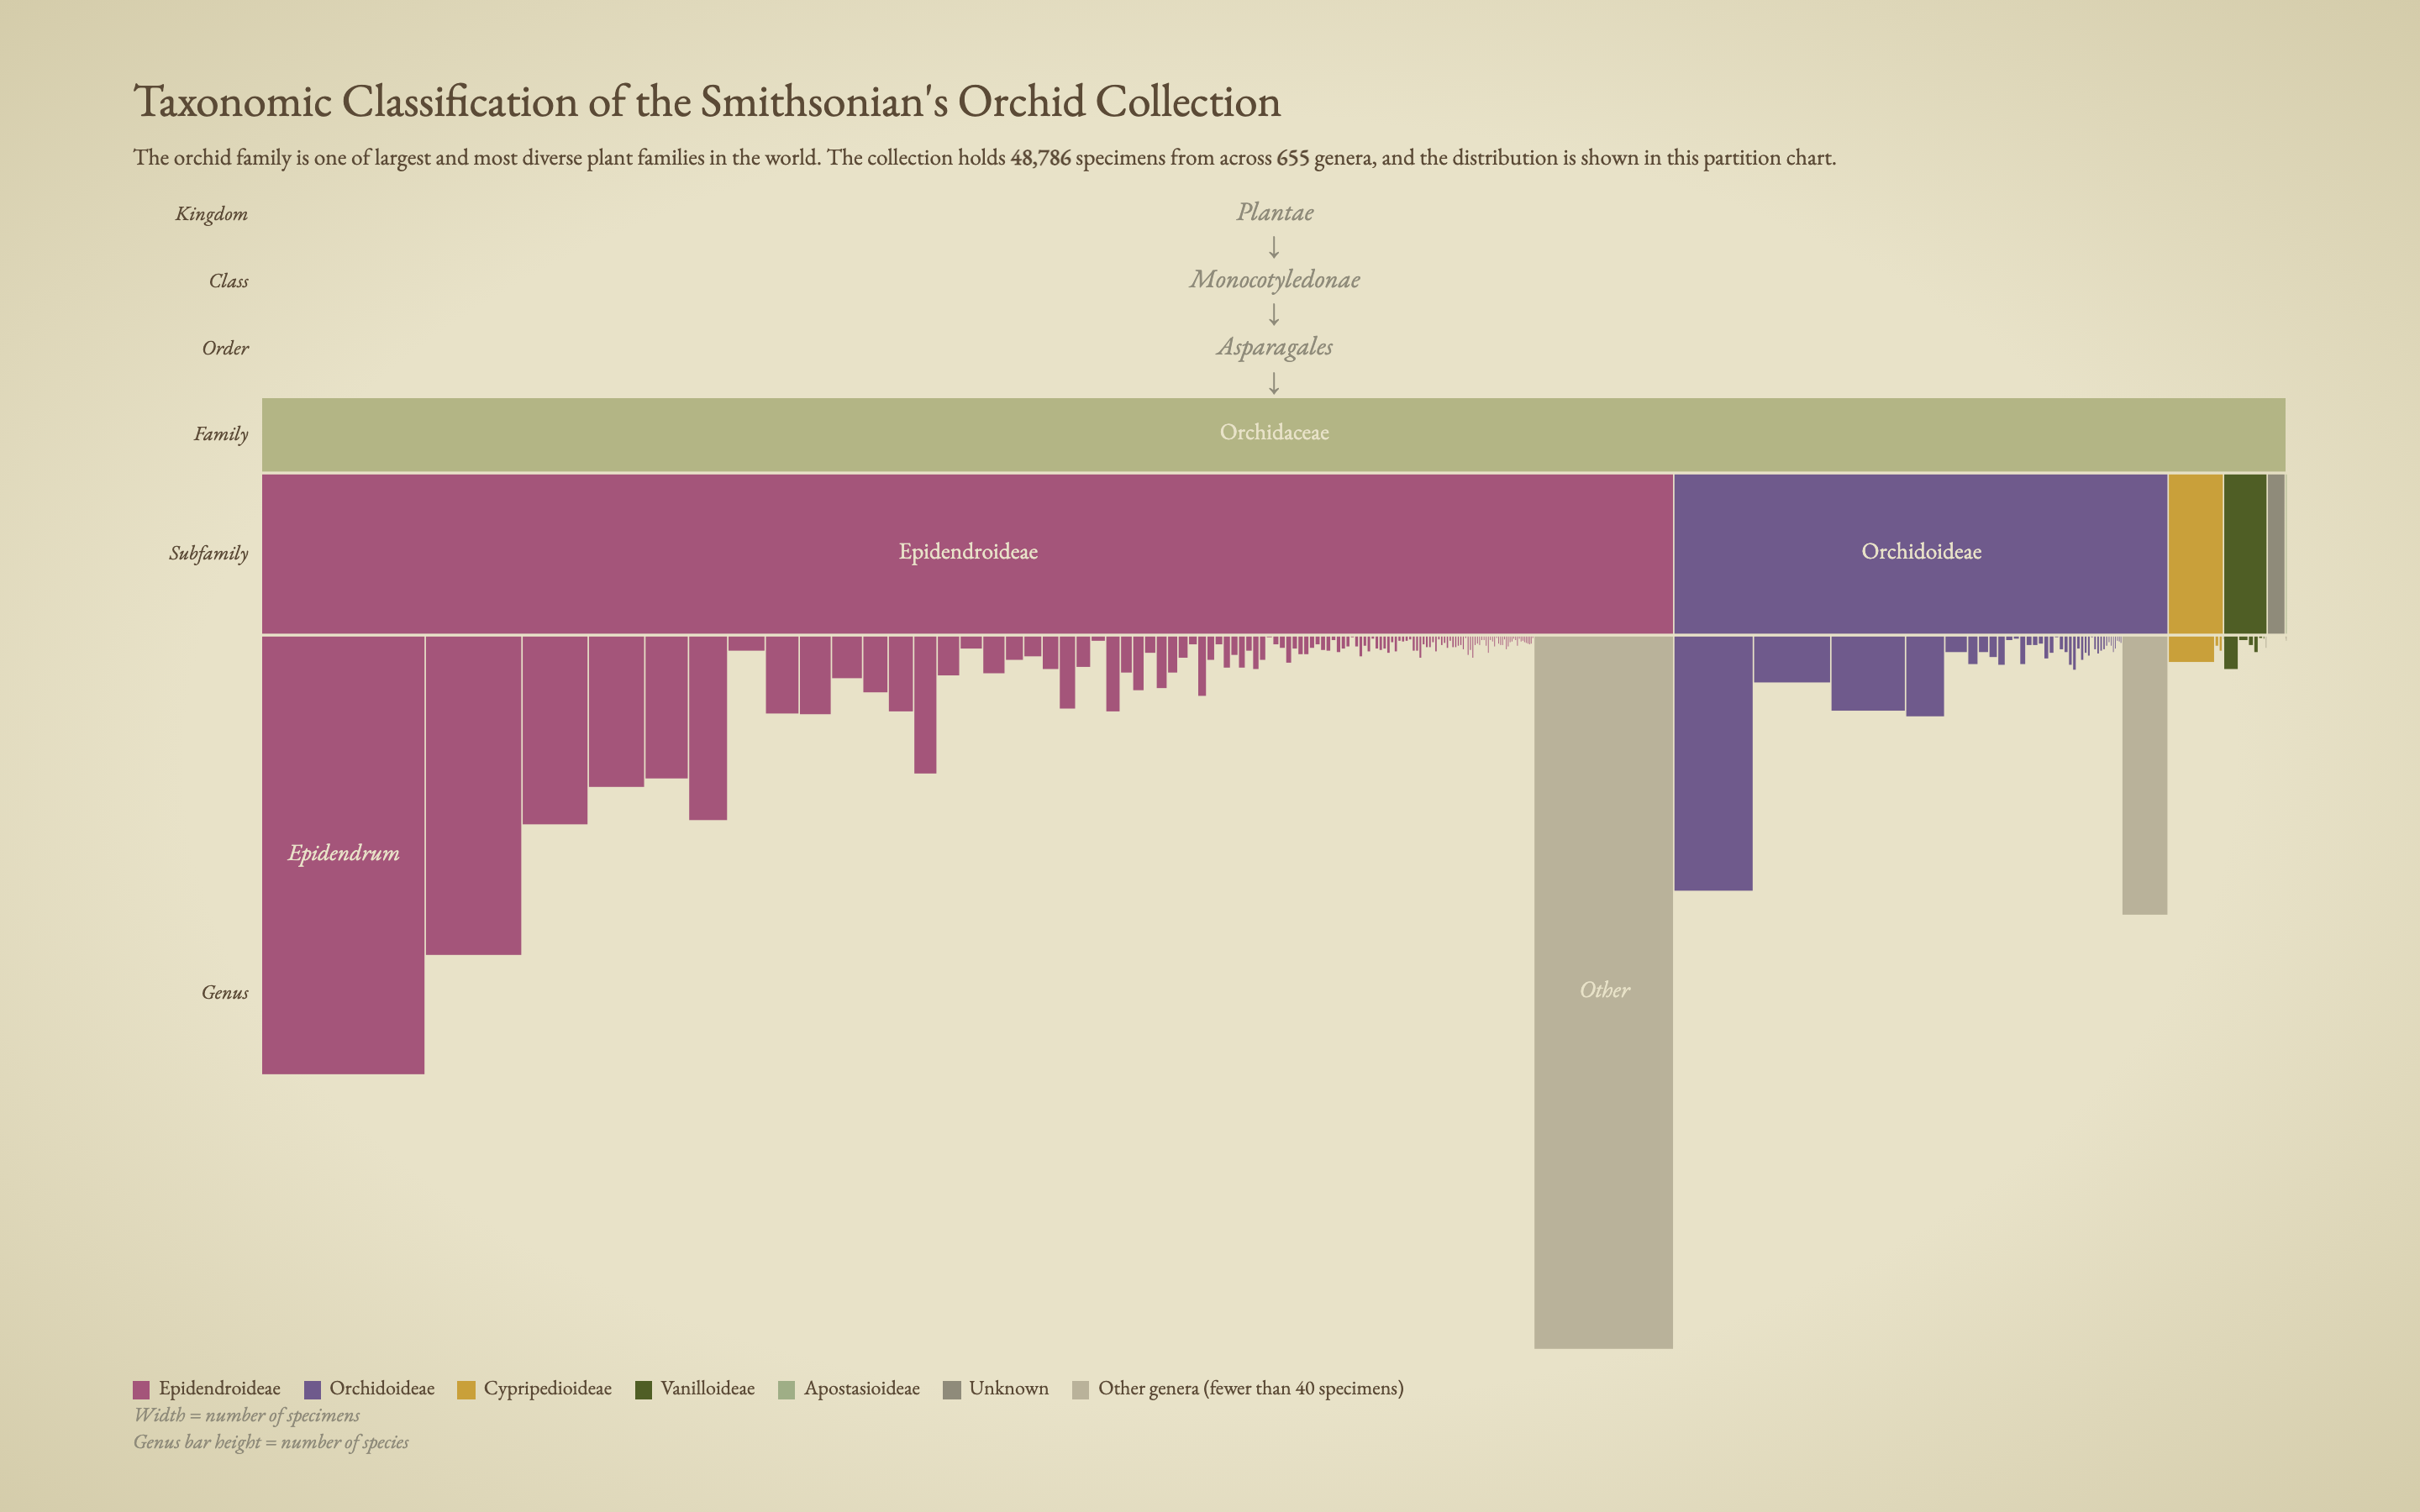 Taxonomic Classification of the Smithsonian's Orchid Collection
The orchid family is one of largest and most diverse plant families in the world. The collection holds 48,786 specimens from across 655 genera, and the distribution is shown in this partition chart.
Kingdom
Plantae
↓
Class
Monocotyledonae
↓
Order
Asparagales
↓
Family
Orchidaceae
Subfamily
Epidendroideae
Orchidoideae
Epidendrum
Genus
Other
Epidendroideae Orchidoideae Cypripedioideae Vanilloideae Apostasioideae Unknown Other genera (fewer than 40 specimens)
Width = number of specimens
Genus bar height = number of species